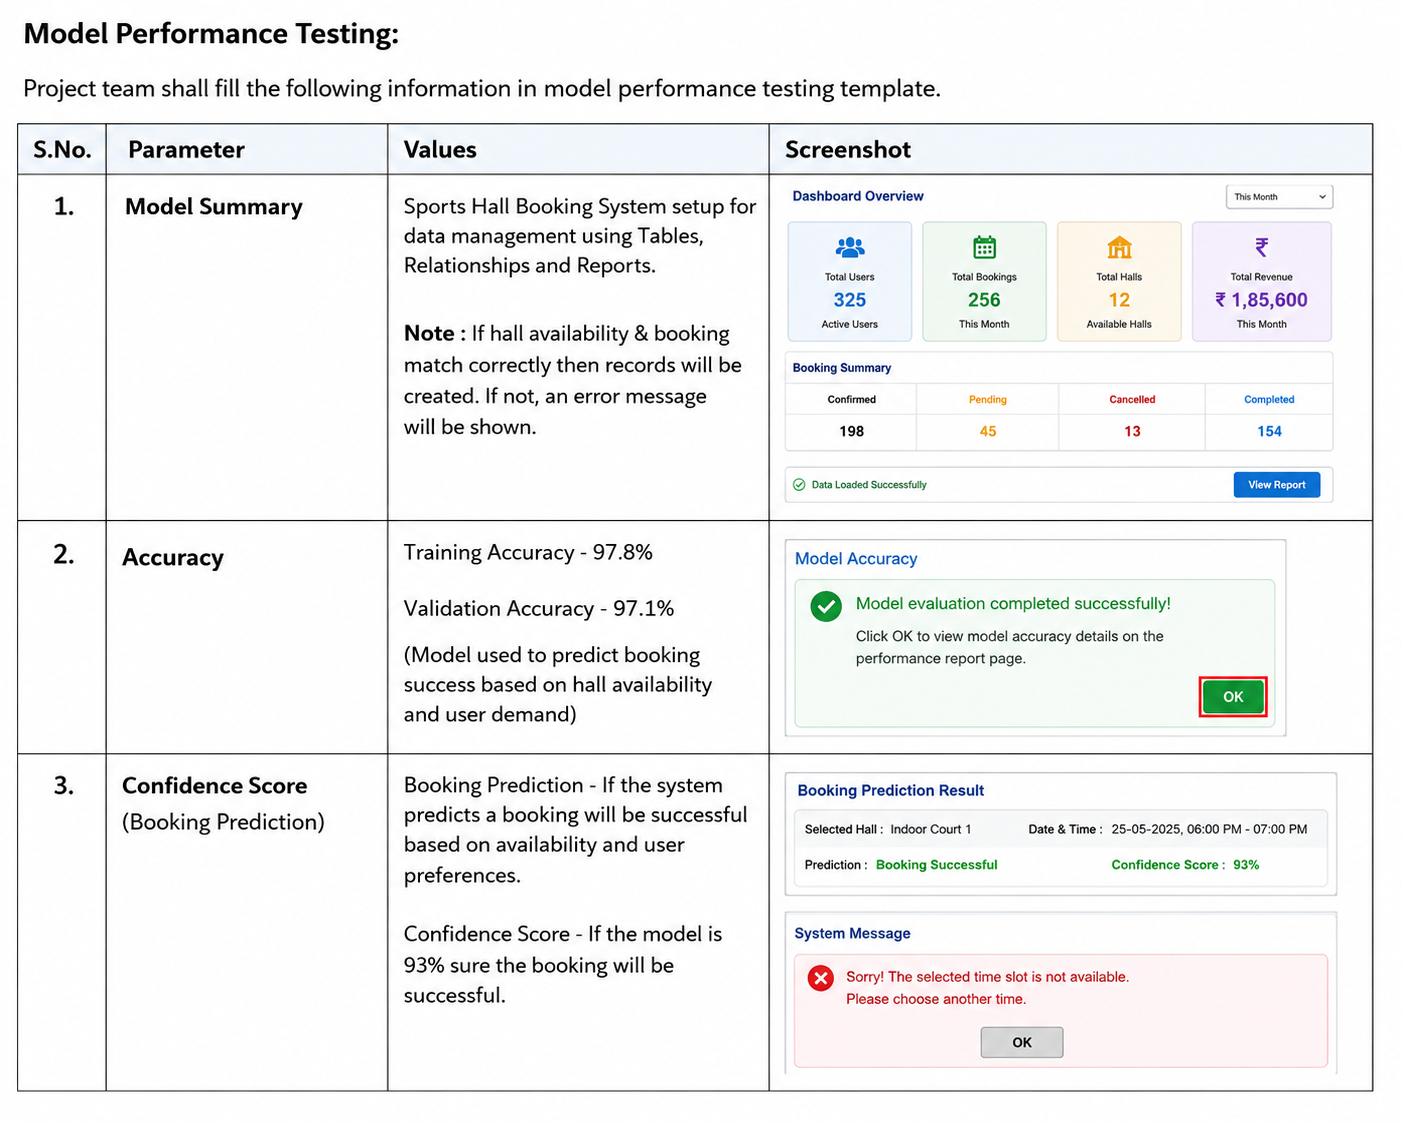 Model Performance Testing:
Project team shall fill the following information in model performance testing template.
S.No. Parameter Values Screenshot
1. Model Summary
Sports Hall Booking System setup for
data management using Tables,
Relationships and Reports.
Note : If hall availability & booking
match correctly then records will be
created. If not, an error message
will be shown.
Dashboard Overview This Month
Total Users Total Bookings Total Halls Total Revenue
325 256 12 ₹ 1,85,600
Active Users This Month Available Halls This Month
Booking Summary
Confirmed Pending Cancelled Completed
198 45 13 154
Data Loaded Successfully View Report
2. Accuracy
Training Accuracy - 97.8%
Validation Accuracy - 97.1%
(Model used to predict booking
success based on hall availability
and user demand)
Model Accuracy
Model evaluation completed successfully!
Click OK to view model accuracy details on the
performance report page.
OK
3. Confidence Score
(Booking Prediction)
Booking Prediction - If the system
predicts a booking will be successful
based on availability and user
preferences.
Confidence Score - If the model is
93% sure the booking will be
successful.
Booking Prediction Result
Selected Hall : Indoor Court 1 Date & Time : 25-05-2025, 06:00 PM - 07:00 PM
Prediction : Booking Successful Confidence Score : 93%
System Message
Sorry! The selected time slot is not available.
Please choose another time.
OK